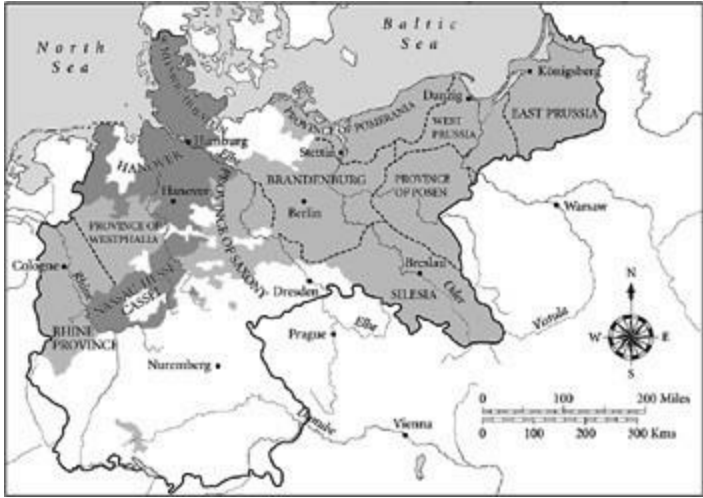 North
Sea
Baltic
Sea
Königsberg
Danzig
EAST PRUSSIA
WEST
PRUSSIA
PROVINCE OF POMERANIA
Hamburg
Elbe
Stettin
HANOVER
Hanover
BRANDENBURG
Berlin
PROVINCE
OF POSEN
Warsaw
PROVINCE OF
WESTPHALIA
PROVINCE OF SAXONY
Cologne
Rhine
NASSAU HESSE
CASSEL
Breslau
Oder
Dresden
SILESIA
RHINE
PROVINCE
Prague
Elbe
Vistula
Nuremberg
Danube
Vienna
N
W
E
S
0 100 200 Miles
0 100 200 300 Kms